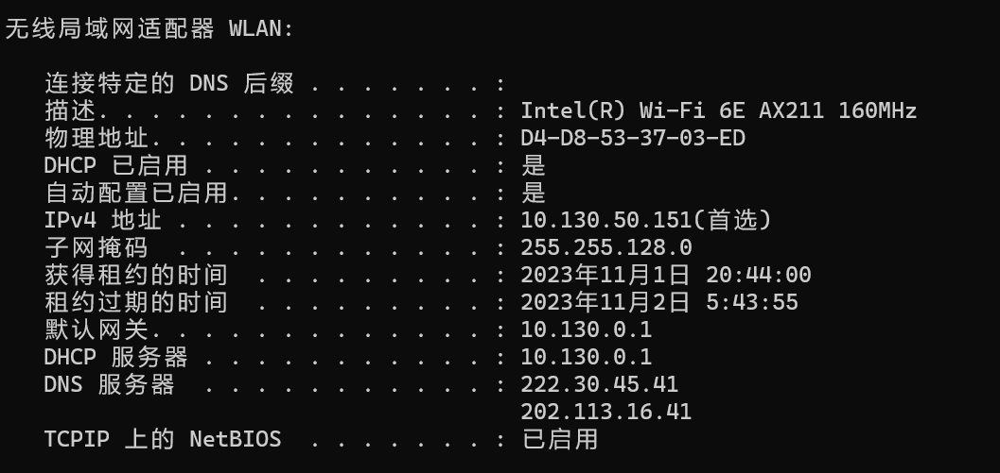 无线局域网适配器 WLAN:
连接特定的 DNS 后缀 . . . . . . . :
描述. . . . . . . . . . . . . . . : Intel(R) Wi-Fi 6E AX211 160MHz
物理地址. . . . . . . . . . . . . : D4-D8-53-37-03-ED
DHCP 已启用 . . . . . . . . . . . : 是
自动配置已启用. . . . . . . . . . : 是
IPv4 地址 . . . . . . . . . . . . : 10.130.50.151(首选)
子网掩码  . . . . . . . . . . . . : 255.255.128.0
获得租约的时间  . . . . . . . . . : 2023年11月1日 20:44:00
租约过期的时间  . . . . . . . . . : 2023年11月2日 5:43:55
默认网关. . . . . . . . . . . . . : 10.130.0.1
DHCP 服务器 . . . . . . . . . . . : 10.130.0.1
DNS 服务器  . . . . . . . . . . . : 222.30.45.41
202.113.16.41
TCPIP 上的 NetBIOS  . . . . . . . : 已启用